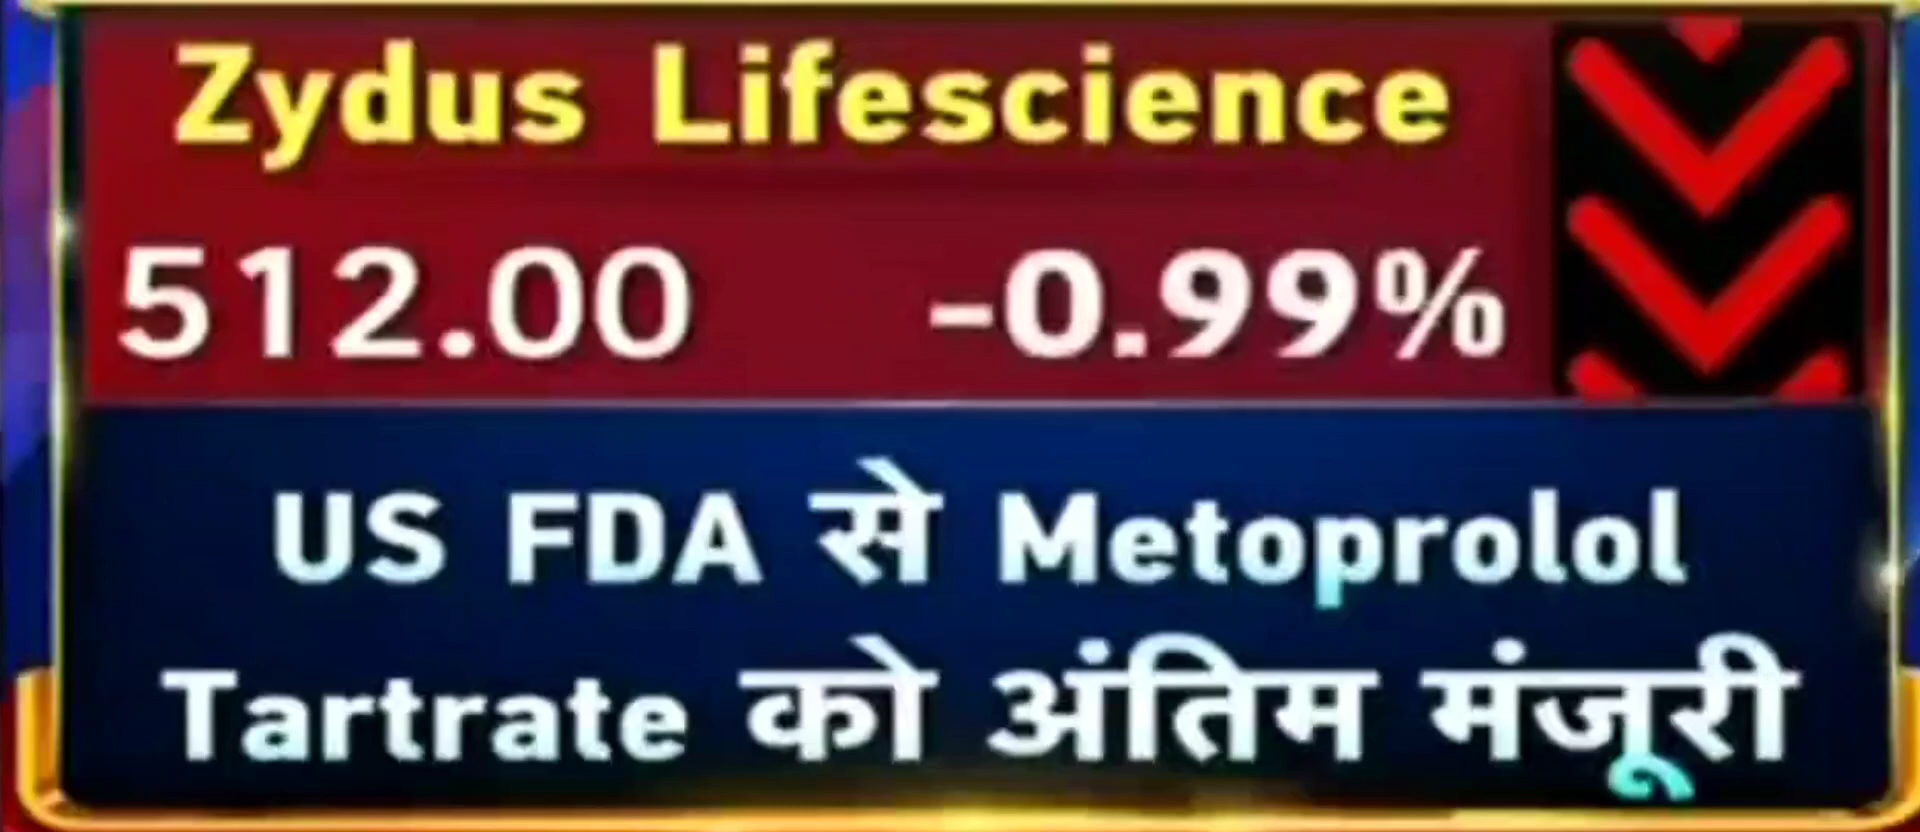 Zydus Lifescience
512.00 -0.99%
US FDA से Metoprolol
Tartrate को अंतिम मंजूरी